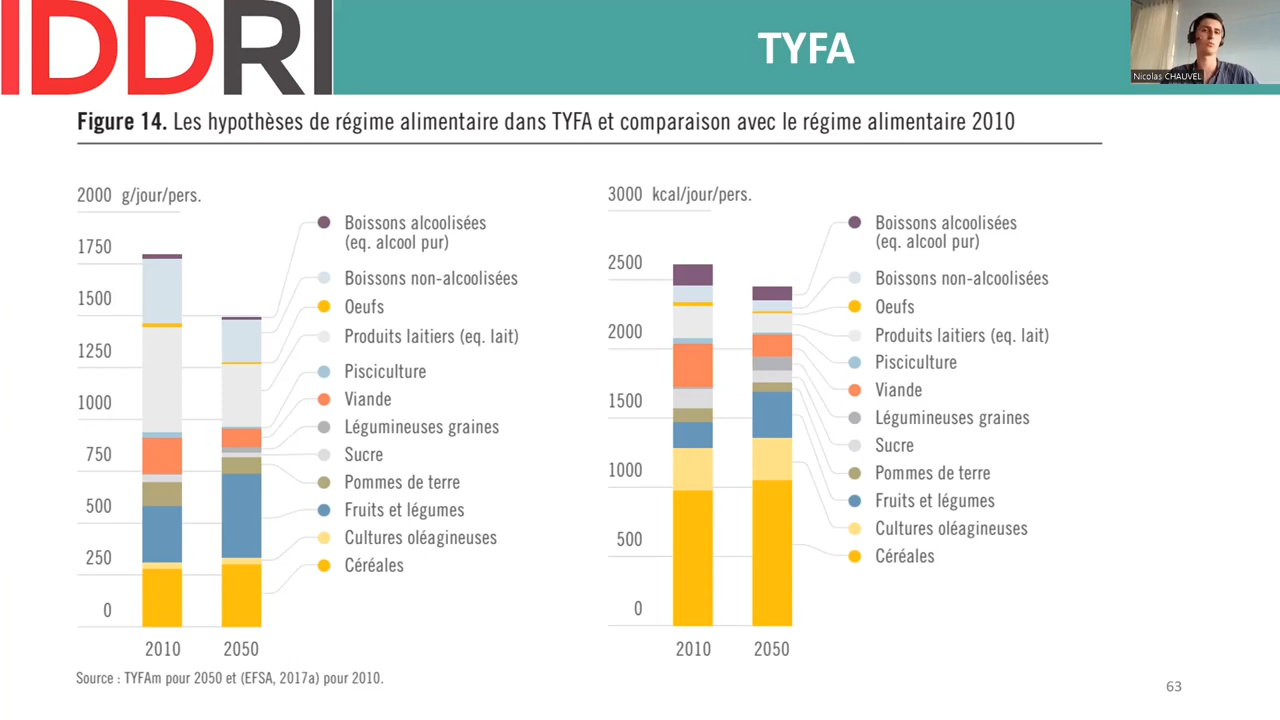 IDDRI
TYFA
Nicolas CHAUVEL
Figure 14. Les hypothèses de régime alimentaire dans TYFA et comparaison avec le régime alimentaire 2010
2000 g/jour/pers.
1750
1500
1250
1000
750
500
250
0
2010
2050
Boissons alcoolisées
(eq. alcool pur)
Boissons non-alcoolisées
Oeufs
Produits laitiers (eq. lait)
Pisciculture
Viande
Légumineuses graines
Sucre
Pommes de terre
Fruits et légumes
Cultures oléagineuses
Céréales
3000 kcal/jour/pers.
2500
2000
1500
1000
500
0
2010
2050
Boissons alcoolisées
(eq. alcool pur)
Boissons non-alcoolisées
Oeufs
Produits laitiers (eq. lait)
Pisciculture
Viande
Légumineuses graines
Sucre
Pommes de terre
Fruits et légumes
Cultures oléagineuses
Céréales
Source : TYFAm pour 2050 et (EFSA, 2017a) pour 2010.
63